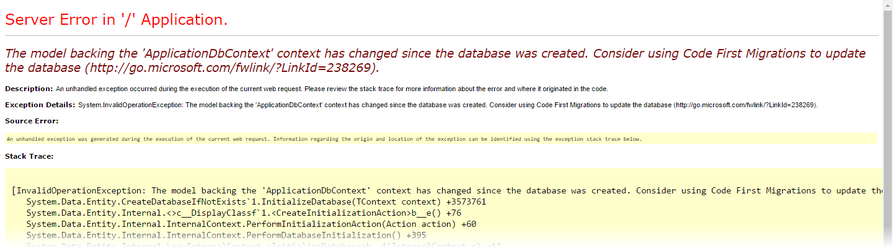 Server Error in '/' Application.
The model backing the 'ApplicationDbContext' context has changed since the database was created. Consider using Code First Migrations to update
the database (http://go.microsoft.com/fwlink/?LinkId=238269).
Description: An unhandled exception occurred during the execution of the current web request. Please review the stack trace for more information about the error and where it originated in the code.
Exception Details: System.InvalidOperationException: The model backing the 'ApplicationDbContext' context has changed since the database was created. Consider using Code First Migrations to update the database (http://go.microsoft.com/fwlink/?LinkId=238269).
Source Error:
An unhandled exception was generated during the execution of the current web request. Information regarding the origin and location of the exception can be identified using the exception stack trace below.
Stack Trace:
[InvalidOperationException: The model backing the 'ApplicationDbContext' context has changed since the database was created. Consider using Code First Migrations to update the
System.Data.Entity.CreateDatabaseIfNotExists`1.InitializeDatabase(TContext context) +3573761
System.Data.Entity.Internal.<>c__DisplayClassf`1.<CreateInitializationAction>b__e() +76
System.Data.Entity.Internal.InternalContext.PerformInitializationAction(Action action) +60
System.Data.Entity.Internal.InternalContext.PerformDatabaseInitialization() +395